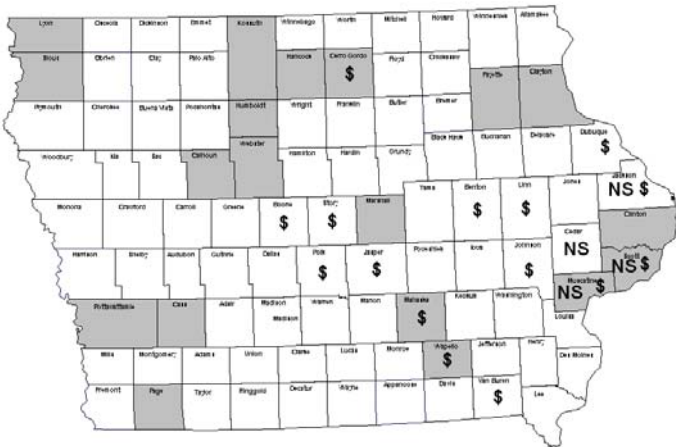 Lyon Osceola Dickinson Emmet Kossuth Winnebago Worth Mitchell Howard Winneshiek Allamakee
Sioux Obrien Clay Palo Alto Hancock Cerro Gordo Floyd Chickasaw Fayette Clayton
$
Plymouth Cherokee Buena Vista Pocahontas Humboldt Wright Franklin Butler Bremer
Woodbury Ida Sac Calhoun Webster Hamilton Hardin Grundy Black Hawk Buchanan Delaware Dubuque
$
Monona Crawford Carroll Greene Boone Story Marshall Tama Benton Linn Jones Jackson
$ $ $ $ NS $
Clinton
Cedar
NS
Harrison Shelby Audubon Guthrie Dallas Polk Jasper Poweshiek Iowa Johnson Scott
$ $ $ NS $
Muscatine
NS $
Pottawattamie Cass Adair Madison Warren Marion Mahaska Keokuk Washington Louisa
Madison
$
Mills Montgomery Adams Union Clarke Lucas Monroe Wapello Jefferson Henry Des Moines
$
Fremont Page Taylor Ringgold Decatur Wayne Appanoose Davis Van Buren Lee
$